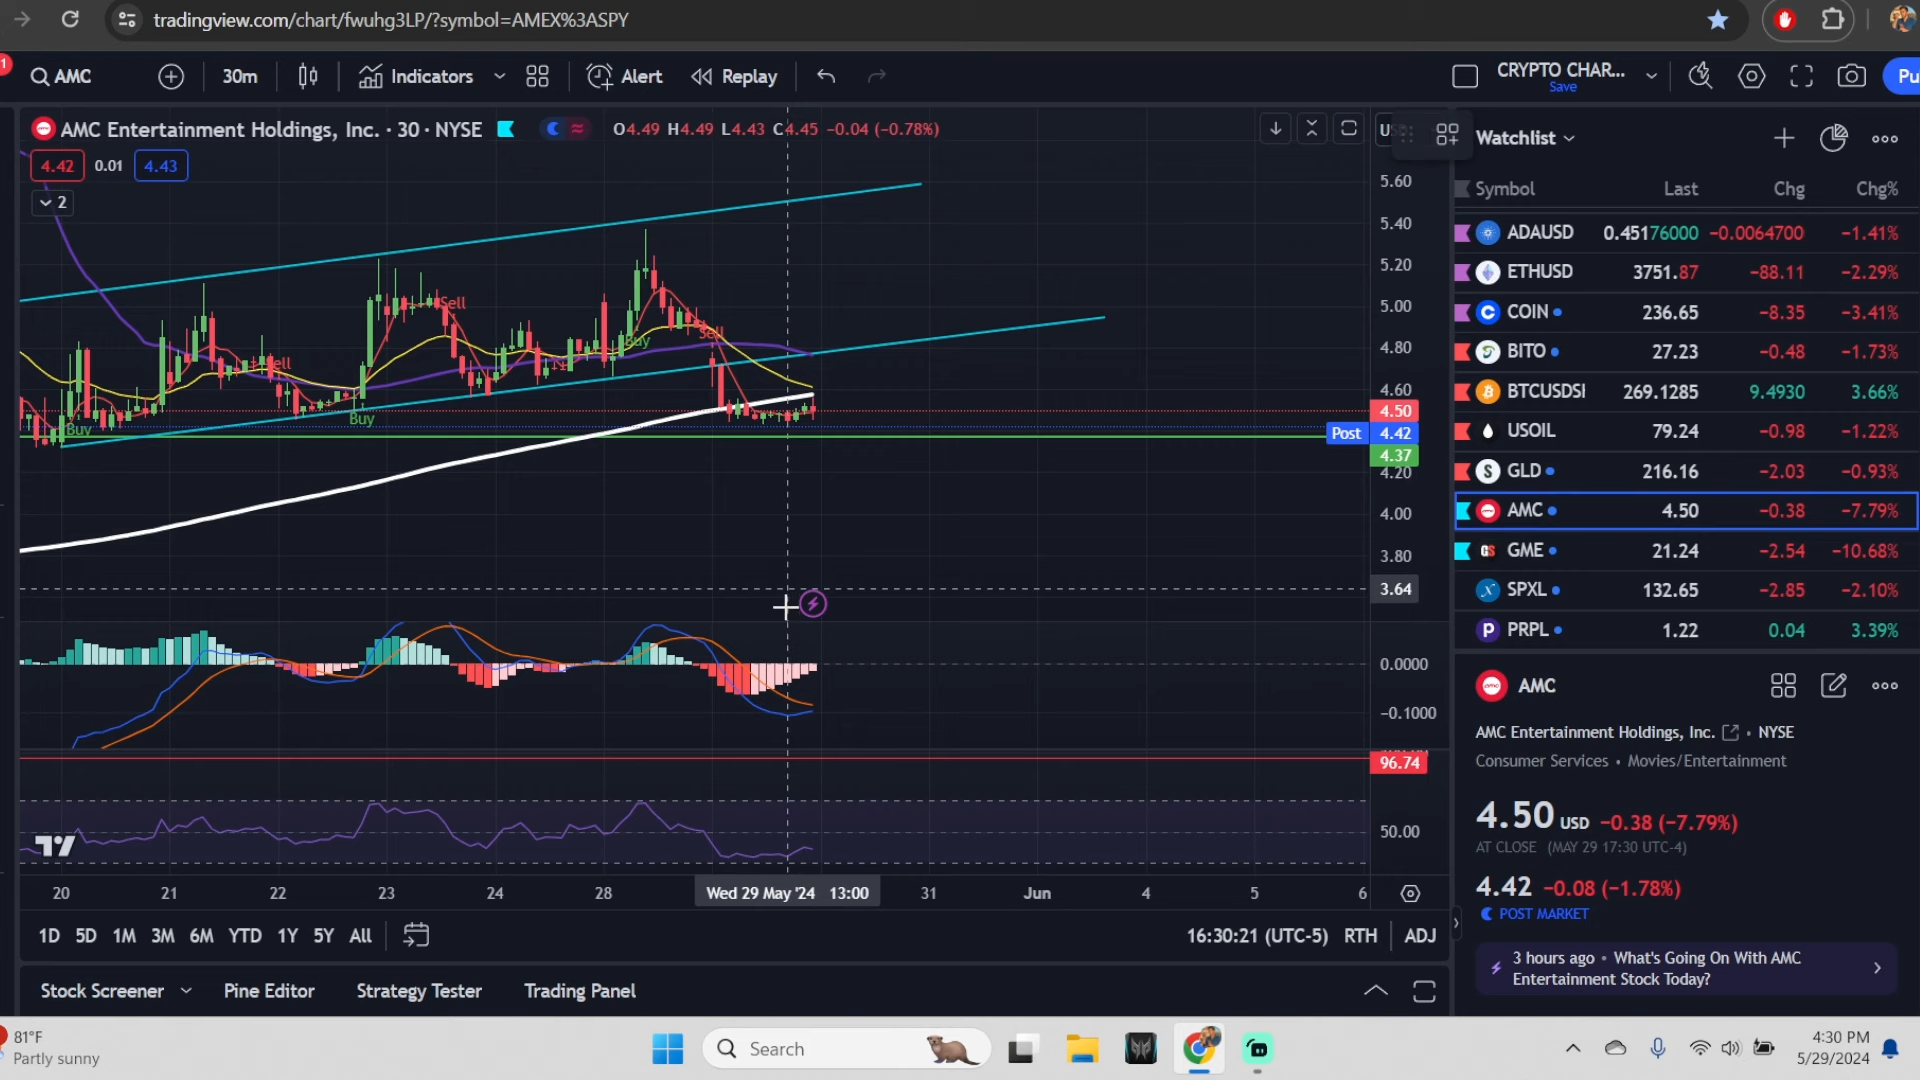 tradingview.com/chart/fwuhg3LP/?symbol=AMEX%3ASPY
1
AMC
30m
Indicators
Alert
Replay
CRYPTO CHAR...
Save
Pu
AMC Entertainment Holdings, Inc. · 30 · NYSE
O4.49 H4.49 L4.43 C4.45 −0.04 (−0.78%)
4.42 0.01 4.43
2
Sell
Sell
Sell
Buy
Buy
Buy
5.60
5.40
5.20
5.00
4.80
4.60
4.50
Post 4.42
4.37
4.20
4.00
3.80
3.64
0.0000
−0.1000
96.74
50.00
20 21 22 23 24 28 Wed 29 May '24 13:00 31 Jun 4 5 6
1D 5D 1M 3M 6M YTD 1Y 5Y All
16:30:21 (UTC-5) RTH ADJ
Stock Screener Pine Editor Strategy Tester Trading Panel
Watchlist
Symbol Last Chg Chg%
ADAUSD 0.45176000 −0.0064700 −1.41%
ETHUSD 3751.87 −88.11 −2.29%
COIN 236.65 −8.35 −3.41%
BITO 27.23 −0.48 −1.73%
BTCUSDSI 269.1285 9.4930 3.66%
USOIL 79.24 −0.98 −1.22%
GLD 216.16 −2.03 −0.93%
AMC 4.50 −0.38 −7.79%
GME 21.24 −2.54 −10.68%
SPXL 132.65 −2.85 −2.10%
PRPL 1.22 0.04 3.39%
AMC
AMC Entertainment Holdings, Inc. • NYSE
Consumer Services • Movies/Entertainment
4.50 USD −0.38 (−7.79%)
AT CLOSE (MAY 29 17:30 UTC-4)
4.42 −0.08 (−1.78%)
POST MARKET
3 hours ago • What's Going On With AMC
Entertainment Stock Today?
81°F
Partly sunny
Search
4:30 PM
5/29/2024